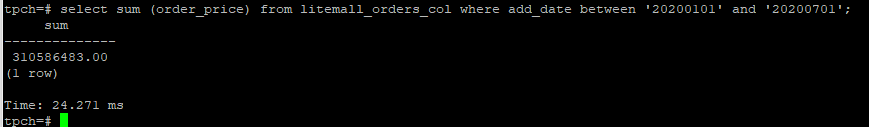 tpch=# select sum (order_price) from litemall_orders_col where add_date between '20200101' and '20200701';
     sum
--------------
 310586483.00
(1 row)

Time: 24.271 ms
tpch=#